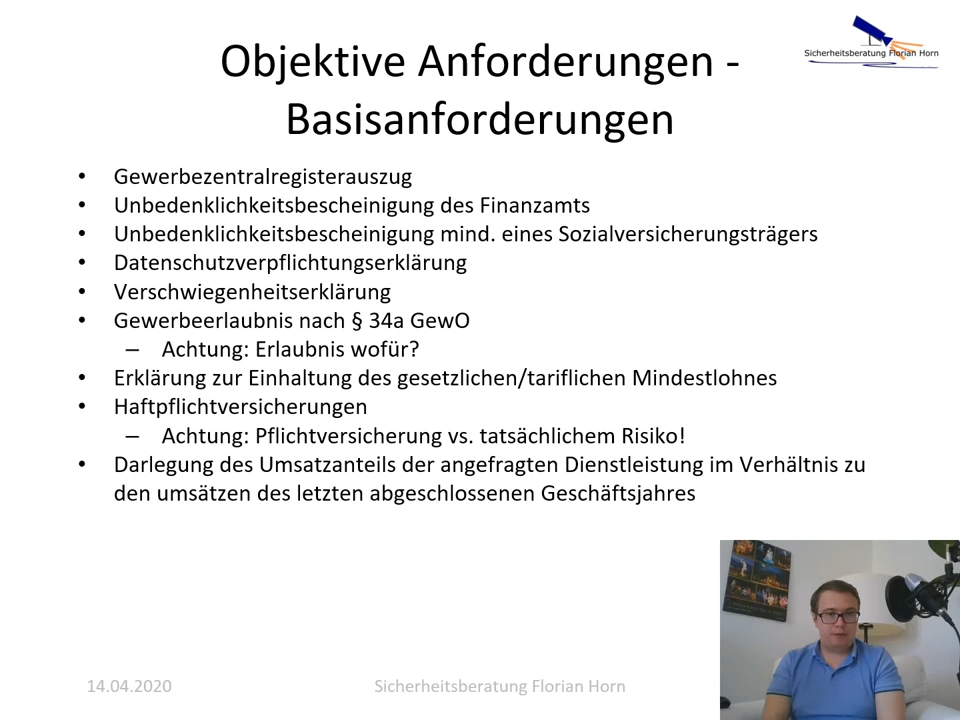 Objektive Anforderungen -
Basisanforderungen
Sicherheitsberatung Florian Horn
• Gewerbezentralregisterauszug
• Unbedenklichkeitsbescheinigung des Finanzamts
• Unbedenklichkeitsbescheinigung mind. eines Sozialversicherungsträgers
• Datenschutzverpflichtungserklärung
• Verschwiegenheitserklärung
• Gewerbeerlaubnis nach § 34a GewO
– Achtung: Erlaubnis wofür?
• Erklärung zur Einhaltung des gesetzlichen/tariflichen Mindestlohnes
• Haftpflichtversicherungen
– Achtung: Pflichtversicherung vs. tatsächlichem Risiko!
• Darlegung des Umsatzanteils der angefragten Dienstleistung im Verhältnis zu
den umsätzen des letzten abgeschlossenen Geschäftsjahres
14.04.2020
Sicherheitsberatung Florian Horn